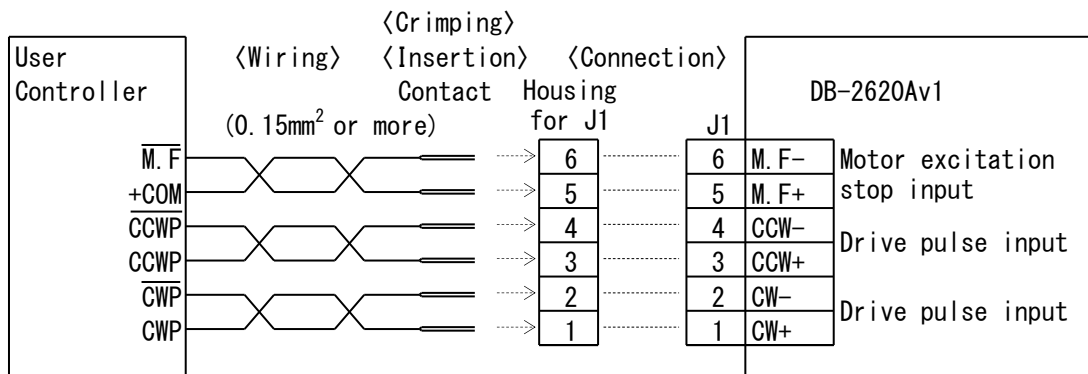 〈Crimping〉
User 〈Wiring〉 〈Insertion〉 〈Connection〉
Controller Contact Housing DB-2620Av1
(0.15mm² or more) for J1 J1
M̅.̅F̅ 6 6 M.F- Motor excitation
+COM 5 5 M.F+ stop input
C̅C̅W̅P̅ 4 4 CCW- Drive pulse input
CCWP 3 3 CCW+
C̅W̅P̅ 2 2 CW- Drive pulse input
CWP 1 1 CW+